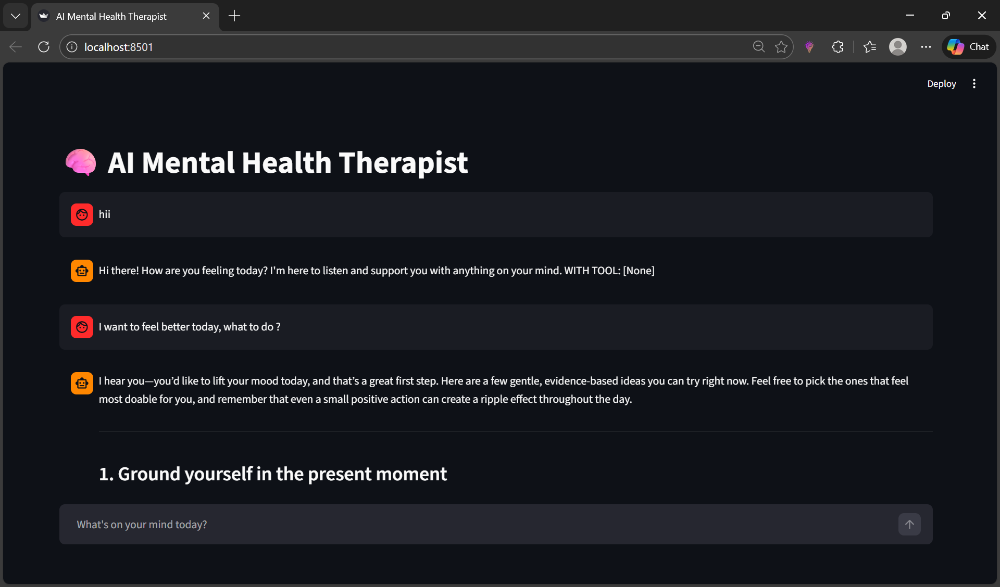 AI Mental Health Therapist
localhost:8501
Chat
Deploy
AI Mental Health Therapist
hii
Hi there! How are you feeling today? I'm here to listen and support you with anything on your mind. WITH TOOL: [None]
I want to feel better today, what to do ?
I hear you—you’d like to lift your mood today, and that’s a great first step. Here are a few gentle, evidence-based ideas you can try right now. Feel free to pick the ones that feel
most doable for you, and remember that even a small positive action can create a ripple effect throughout the day.
1. Ground yourself in the present moment
What's on your mind today?